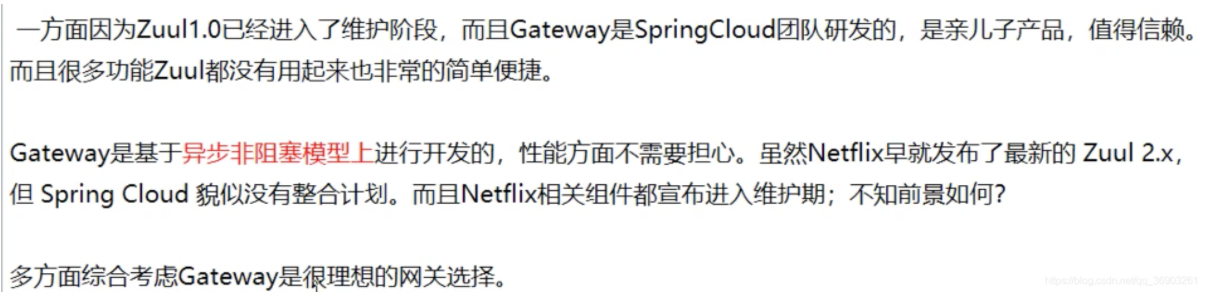 一方面因为Zuul1.0已经进入了维护阶段，而且Gateway是SpringCloud团队研发的，是亲儿子产品，值得信赖。
而且很多功能Zuul都没有用起来也非常的简单便捷。
Gateway是基于异步非阻塞模型上进行开发的，性能方面不需要担心。虽然Netflix早就发布了最新的 Zuul 2.x，
但 Spring Cloud 貌似没有整合计划。而且Netflix相关组件都宣布进入维护期；不知前景如何？
多方面综合考虑Gateway是很理想的网关选择。